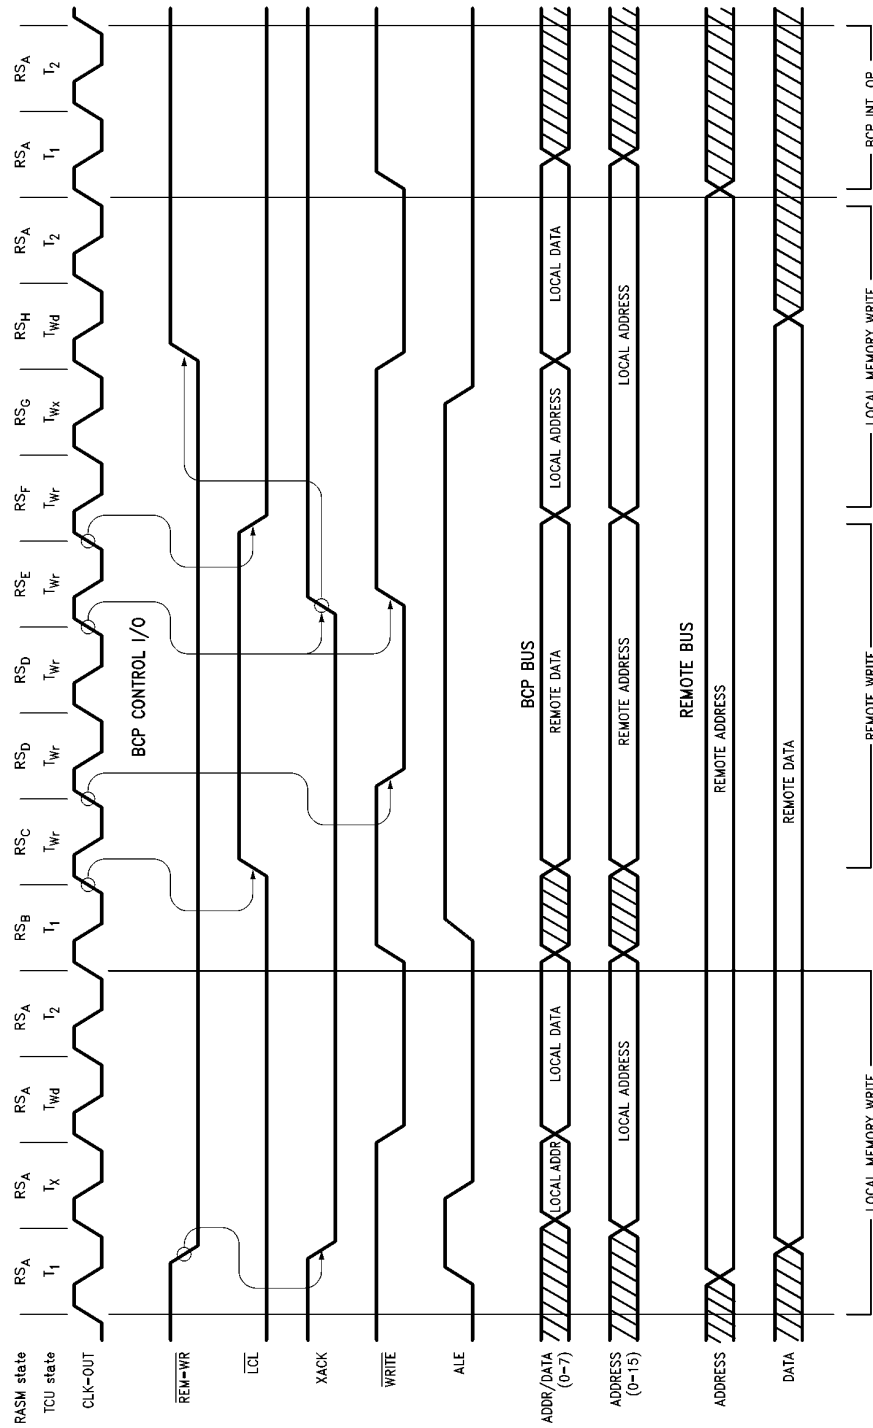 RASM state RSA RSA RSA RSA RSB RSC RSD RSD RSE RSF RSG RSH RSA RSA RSA
TCU state T1 TX TWd T2 T1 TWr TWr TWr TWr TWr TWx TWd T2 T1 T2
CLK-OUT
BCP CONTROL I/O
REM-WR
LCL
XACK
WRITE
ALE
BCP BUS
ADDR/DATA (0-7) LOCAL ADDR LOCAL DATA REMOTE DATA LOCAL ADDRESS LOCAL DATA
ADDRESS (0-15) LOCAL ADDRESS REMOTE ADDRESS LOCAL ADDRESS
REMOTE BUS
ADDRESS REMOTE ADDRESS
DATA REMOTE DATA
LOCAL MEMORY WRITE REMOTE WRITE LOCAL MEMORY WRITE BCP INT. OP